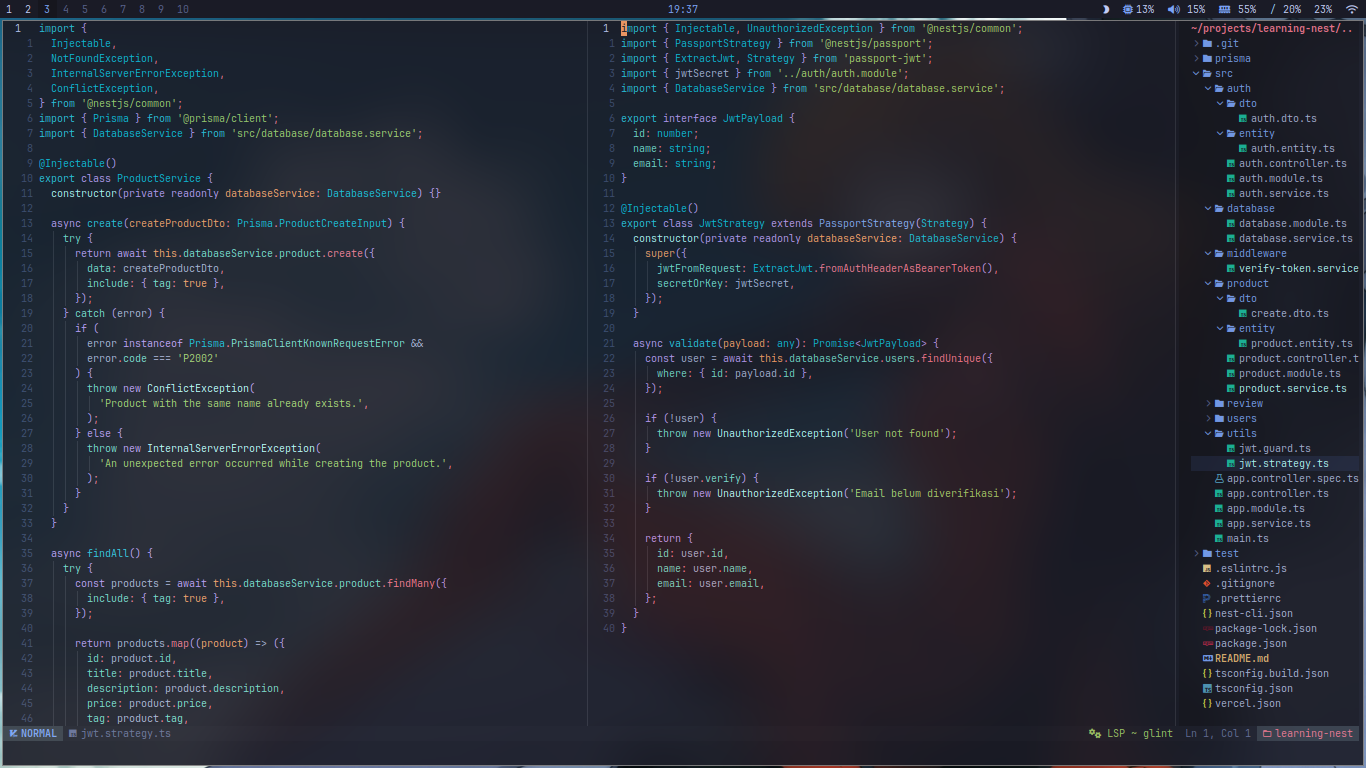 1 2 3 4 5 6 7 8 9 10
19:37
13% 15% 55% / 20% 23%
1 import {
1 Injectable,
2 NotFoundException,
3 InternalServerErrorException,
4 ConflictException,
5 } from '@nestjs/common';
6 import { Prisma } from '@prisma/client';
7 import { DatabaseService } from 'src/database/database.service';
8
9 @Injectable()
10 export class ProductService {
11 constructor(private readonly databaseService: DatabaseService) {}
12
13 async create(createProductDto: Prisma.ProductCreateInput) {
14 try {
15 return await this.databaseService.product.create({
16 data: createProductDto,
17 include: { tag: true },
18 });
19 } catch (error) {
20 if (
21 error instanceof Prisma.PrismaClientKnownRequestError &&
22 error.code === 'P2002'
23 ) {
24 throw new ConflictException(
25 'Product with the same name already exists.',
26 );
27 } else {
28 throw new InternalServerErrorException(
29 'An unexpected error occurred while creating the product.',
30 );
31 }
32 }
33 }
34
35 async findAll() {
36 try {
37 const products = await this.databaseService.product.findMany({
38 include: { tag: true },
39 });
40
41 return products.map((product) => ({
42 id: product.id,
43 title: product.title,
44 description: product.description,
45 price: product.price,
46 tag: product.tag,
1 import { Injectable, UnauthorizedException } from '@nestjs/common';
1 import { PassportStrategy } from '@nestjs/passport';
2 import { ExtractJwt, Strategy } from 'passport-jwt';
3 import { jwtSecret } from '../auth/auth.module';
4 import { DatabaseService } from 'src/database/database.service';
5
6 export interface JwtPayload {
7 id: number;
8 name: string;
9 email: string;
10 }
11
12 @Injectable()
13 export class JwtStrategy extends PassportStrategy(Strategy) {
14 constructor(private readonly databaseService: DatabaseService) {
15 super({
16 jwtFromRequest: ExtractJwt.fromAuthHeaderAsBearerToken(),
17 secretOrKey: jwtSecret,
18 });
19 }
20
21 async validate(payload: any): Promise<JwtPayload> {
22 const user = await this.databaseService.users.findUnique({
23 where: { id: payload.id },
24 });
25
26 if (!user) {
27 throw new UnauthorizedException('User not found');
28 }
29
30 if (!user.verify) {
31 throw new UnauthorizedException('Email belum diverifikasi');
32 }
33
34 return {
35 id: user.id,
36 name: user.name,
37 email: user.email,
38 };
39 }
40 }
~/projects/learning-nest/..
.git
prisma
src
auth
dto
auth.dto.ts
entity
auth.entity.ts
auth.controller.ts
auth.module.ts
auth.service.ts
database
database.module.ts
database.service.ts
middleware
verify-token.service
product
dto
create.dto.ts
entity
product.entity.ts
product.controller.t
product.module.ts
product.service.ts
review
users
utils
jwt.guard.ts
jwt.strategy.ts
app.controller.spec.ts
app.controller.ts
app.module.ts
app.service.ts
main.ts
test
.eslintrc.js
.gitignore
.prettierrc
nest-cli.json
package-lock.json
package.json
README.md
tsconfig.build.json
tsconfig.json
vercel.json
NORMAL jwt.strategy.ts
LSP ~ glint Ln 1, Col 1 learning-nest